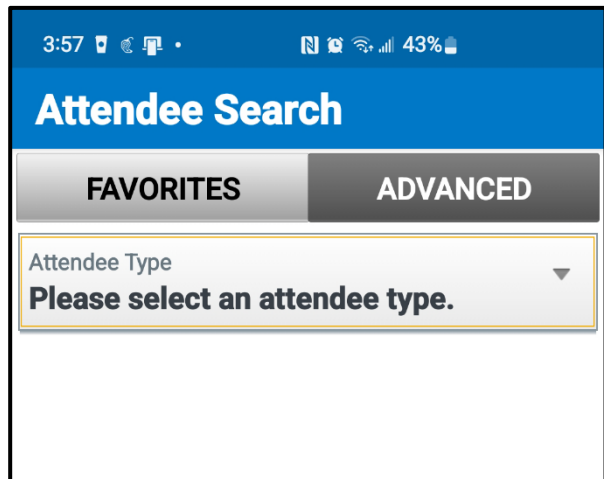 3:57 43%
Attendee Search
FAVORITES ADVANCED
Attendee Type
Please select an attendee type.